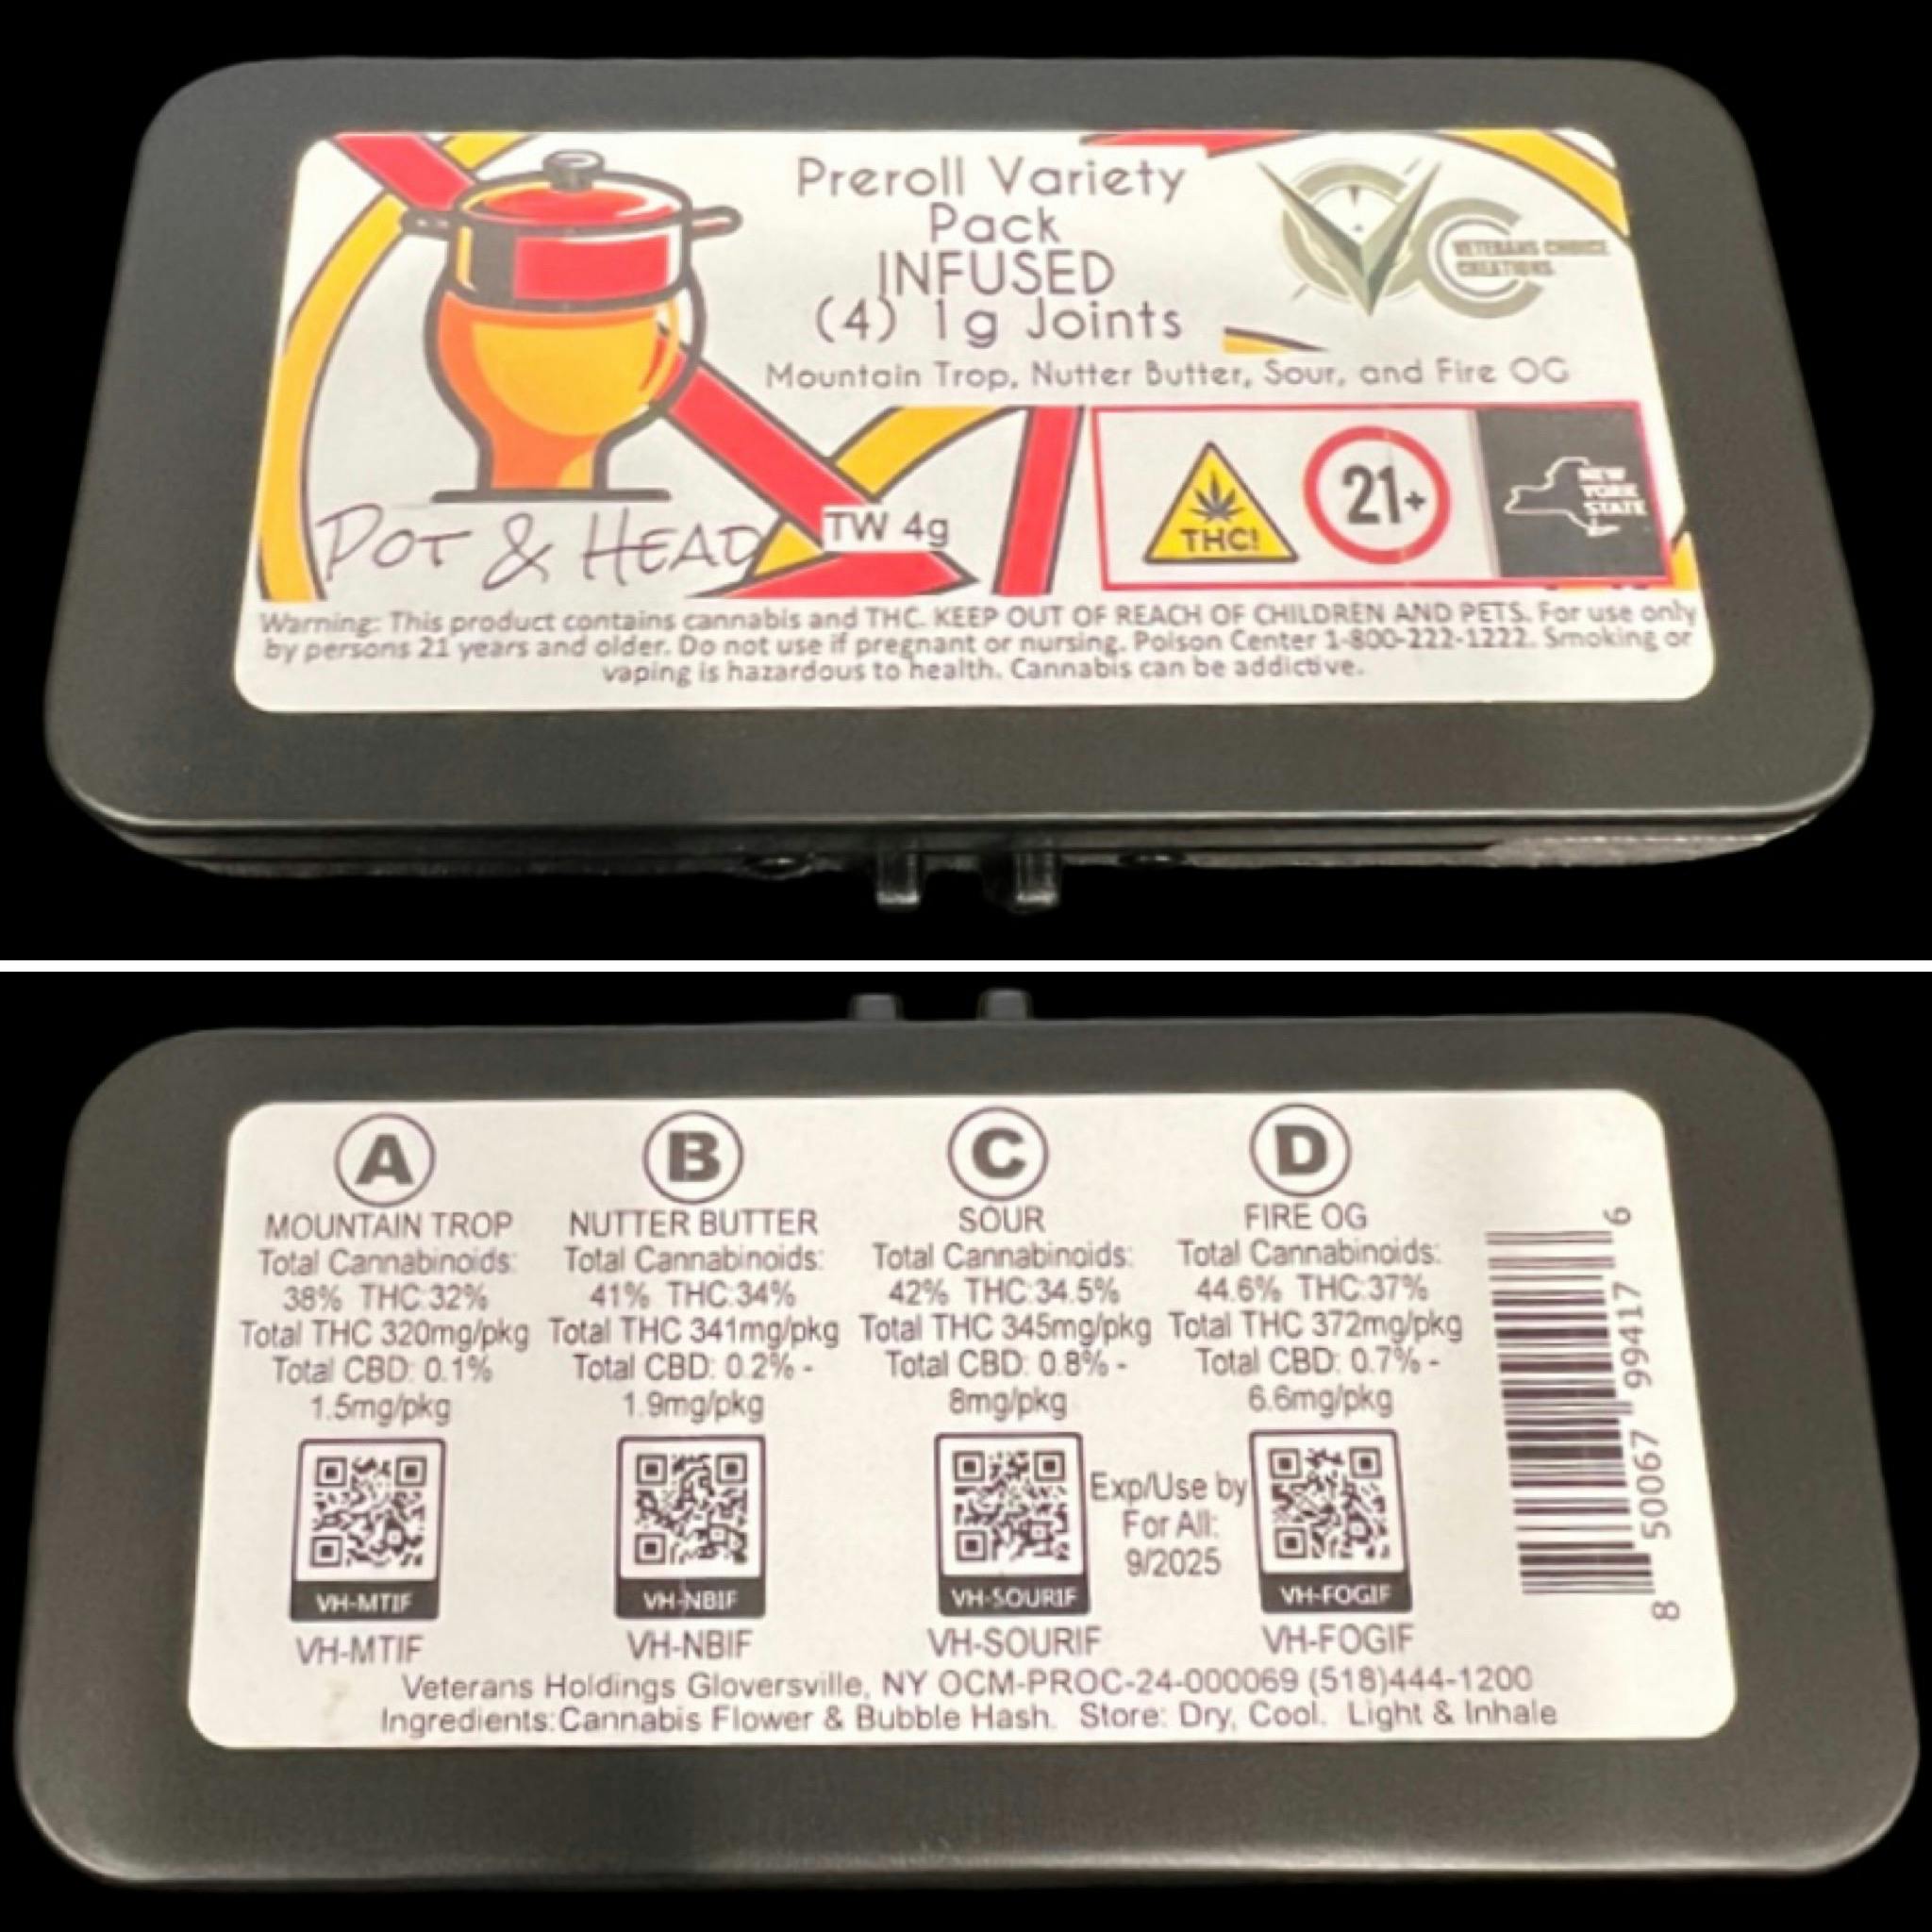 Preroll Variety
Pack
INFUSED
(4) 1g Joints
Mountain Trop, Nutter Butter, Sour, and Fire OG
VC
VETERANS CHOICE
CREATIONS
POT & HEAD
TW 4g
THC!
21+
NEW
YORK
STATE
Warning: This product contains cannabis and THC. KEEP OUT OF REACH OF CHILDREN AND PETS. For use only
by persons 21 years and older. Do not use if pregnant or nursing. Poison Center 1-800-222-1222. Smoking or
vaping is hazardous to health. Cannabis can be addictive.
A
MOUNTAIN TROP
Total Cannabinoids:
38% THC:32%
Total THC 320mg/pkg
Total CBD: 0.1%
1.5mg/pkg
VH-MTIF
VH-MTIF
B
NUTTER BUTTER
Total Cannabinoids:
41% THC:34%
Total THC 341mg/pkg
Total CBD: 0.2% -
1.9mg/pkg
VH-NBIF
VH-NBIF
C
SOUR
Total Cannabinoids:
42% THC:34.5%
Total THC 345mg/pkg
Total CBD: 0.8% -
8mg/pkg
VH-SOURIF
VH-SOURIF
Exp/Use by
For All:
9/2025
D
FIRE OG
Total Cannabinoids:
44.6% THC:37%
Total THC 372mg/pkg
Total CBD: 0.7% -
6.6mg/pkg
VH-FOGIF
VH-FOGIF
8 50067 99417 6
Veterans Holdings Gloversville, NY OCM-PROC-24-000069 (518)444-1200
Ingredients:Cannabis Flower & Bubble Hash. Store: Dry, Cool. Light & Inhale